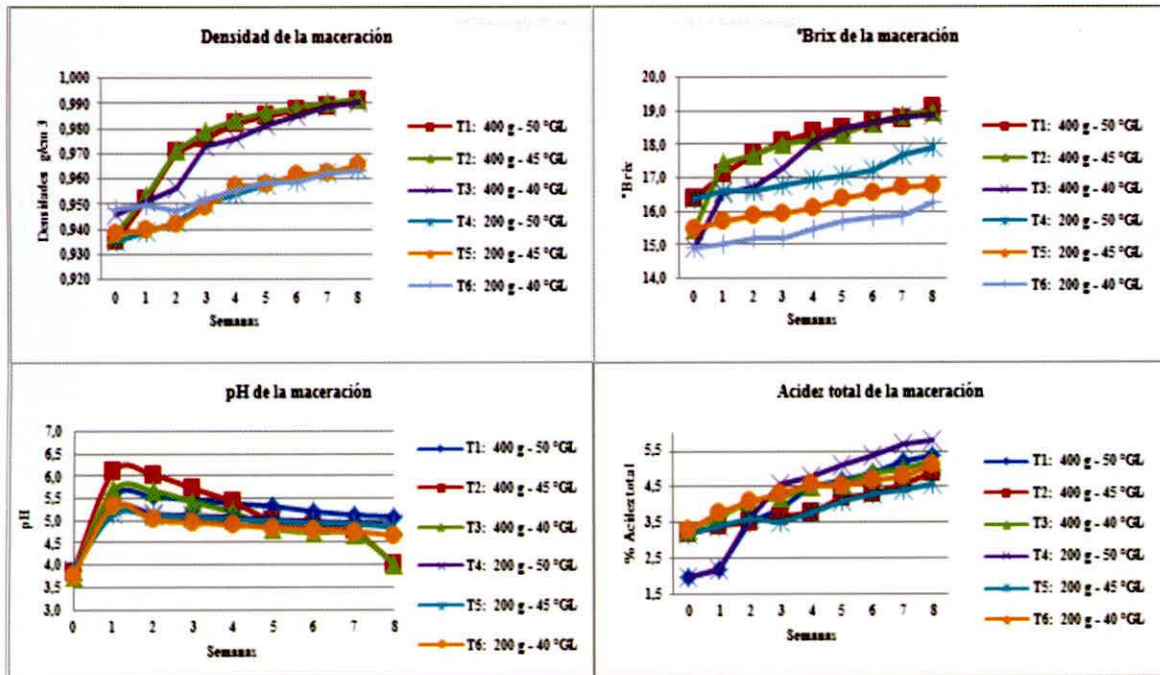 Densidad de la maceración
Densidades g/cm 3
1,000
0,990
0,980
0,970
0,960
0,950
0,940
0,930
0,920
0 1 2 3 4 5 6 7 8
Semanas
T1: 400 g - 50 °GL
T2: 400 g - 45 °GL
T3: 400 g - 40 °GL
T4: 200 g - 50 °GL
T5: 200 g - 45 °GL
T6: 200 g - 40 °GL
°Brix de la maceración
°Brix
20,0
19,0
18,0
17,0
16,0
15,0
14,0
0 1 2 3 4 5 6 7 8
Semanas
T1: 400 g - 50 °GL
T2: 400 g - 45 °GL
T3: 400 g - 40 °GL
T4: 200 g - 50 °GL
T5: 200 g - 45 °GL
T6: 200 g - 40 °GL
pH de la maceración
pH
7,0
6,5
6,0
5,5
5,0
4,5
4,0
3,5
3,0
0 1 2 3 4 5 6 7 8
Semanas
T1: 400 g - 50 °GL
T2: 400 g - 45 °GL
T3: 400 g - 40 °GL
T4: 200 g - 50 °GL
T5: 200 g - 45 °GL
T6: 200 g - 40 °GL
Acidez total de la maceración
% Acidez total
5,5
4,5
3,5
2,5
1,5
0 1 2 3 4 5 6 7 8
Semanas
T1: 400 g - 50 °GL
T2: 400 g - 45 °GL
T3: 400 g - 40 °GL
T4: 200 g - 50 °GL
T5: 200 g - 45 °GL
T6: 200 g - 40 °GL